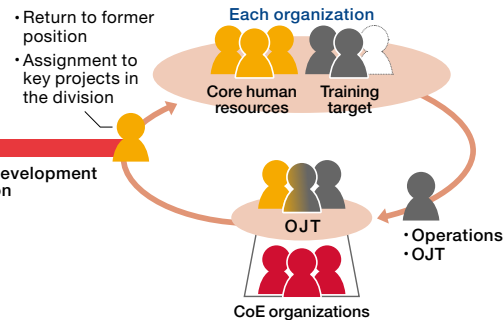 ・Return to former
position
・Assignment to
key projects in
the division
Each organization
Core human
resources
Training
target
evelopment
on
OJT
・Operations
・OJT
CoE organizations